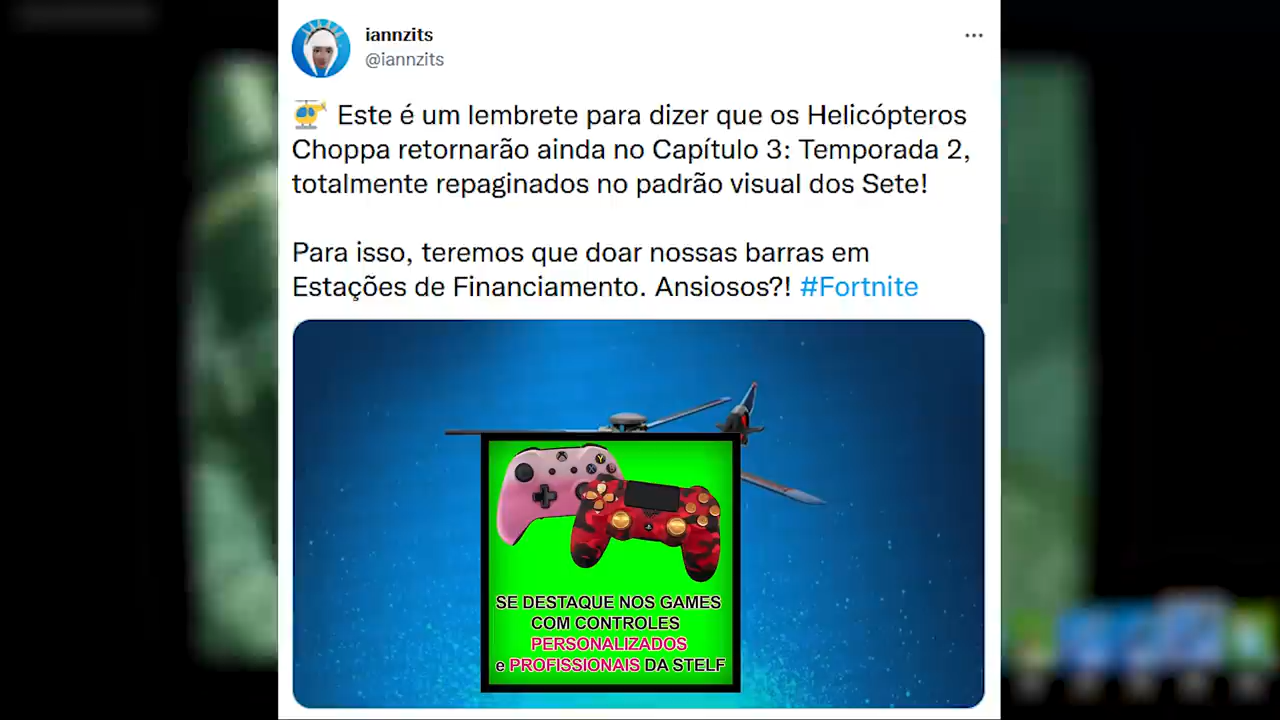 iannzits
@iannzits
🚁 Este é um lembrete para dizer que os Helicópteros
Choppa retornarão ainda no Capítulo 3: Temporada 2,
totalmente repaginados no padrão visual dos Sete!
Para isso, teremos que doar nossas barras em
Estações de Financiamento. Ansiosos?! #Fortnite
SE DESTAQUE NOS GAMES
COM CONTROLES
PERSONALIZADOS
e PROFISSIONAIS DA STELF